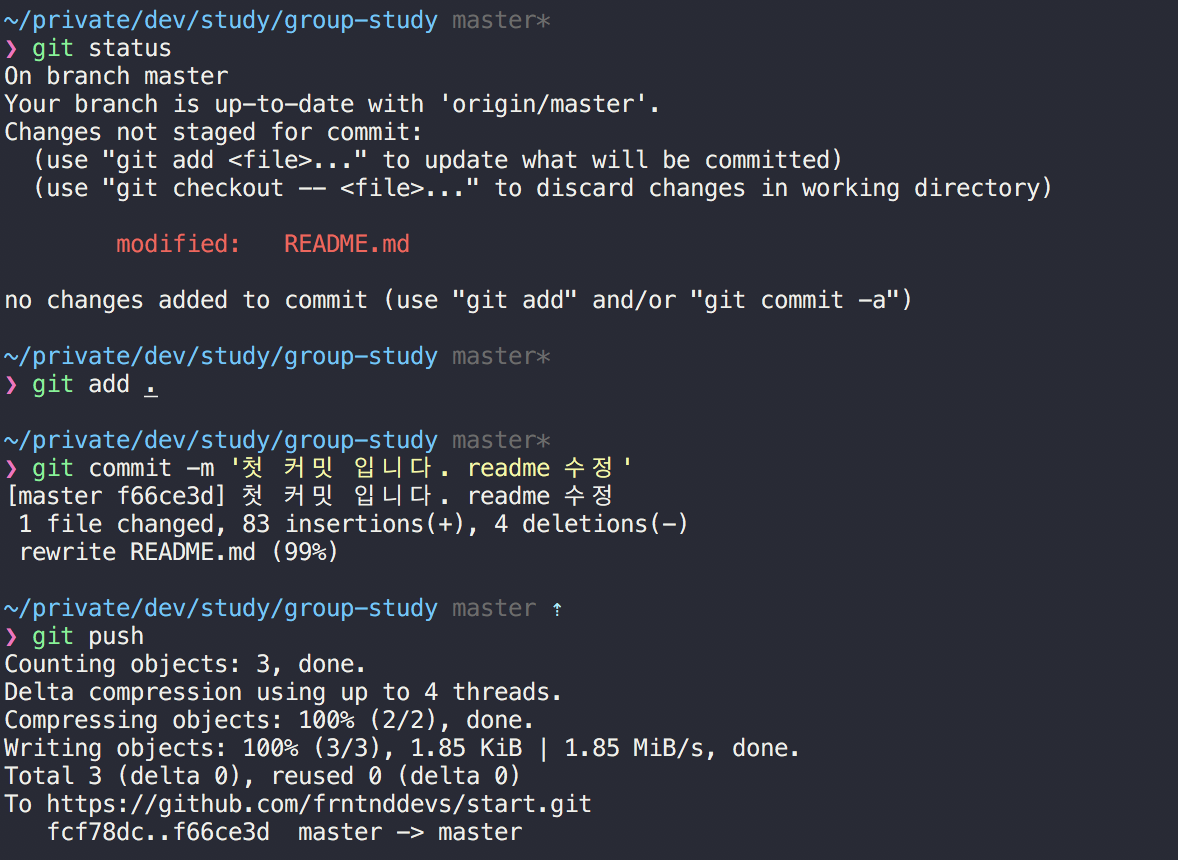 ~/private/dev/study/group-study master*
❯ git status
On branch master
Your branch is up-to-date with 'origin/master'.
Changes not staged for commit:
  (use "git add <file>..." to update what will be committed)
  (use "git checkout -- <file>..." to discard changes in working directory)

        modified:   README.md

no changes added to commit (use "git add" and/or "git commit -a")

~/private/dev/study/group-study master*
❯ git add .

~/private/dev/study/group-study master*
❯ git commit -m '첫 커밋 입니다. readme 수정'
[master f66ce3d] 첫 커밋 입니다. readme 수정
 1 file changed, 83 insertions(+), 4 deletions(-)
 rewrite README.md (99%)

~/private/dev/study/group-study master ⇡
❯ git push
Counting objects: 3, done.
Delta compression using up to 4 threads.
Compressing objects: 100% (2/2), done.
Writing objects: 100% (3/3), 1.85 KiB | 1.85 MiB/s, done.
Total 3 (delta 0), reused 0 (delta 0)
To https://github.com/frntnddevs/start.git
   fcf78dc..f66ce3d  master -> master